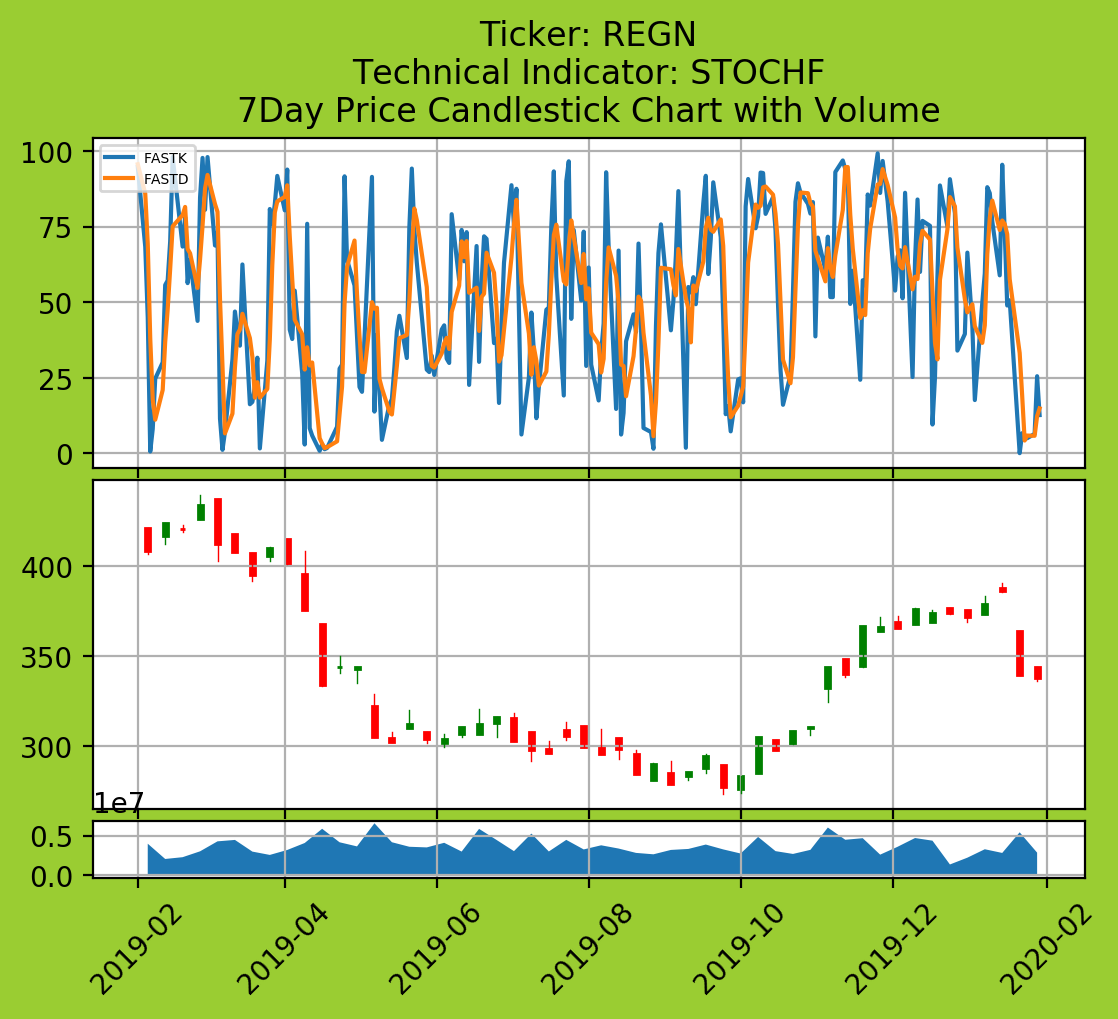 Ticker: REGN
Technical Indicator: STOCHF
7Day Price Candlestick Chart with Volume
FASTK
FASTD
100
75
50
25
0
400
350
300
1e7
0.5
0.0
2019-02
2019-04
2019-06
2019-08
2019-10
2019-12
2020-02